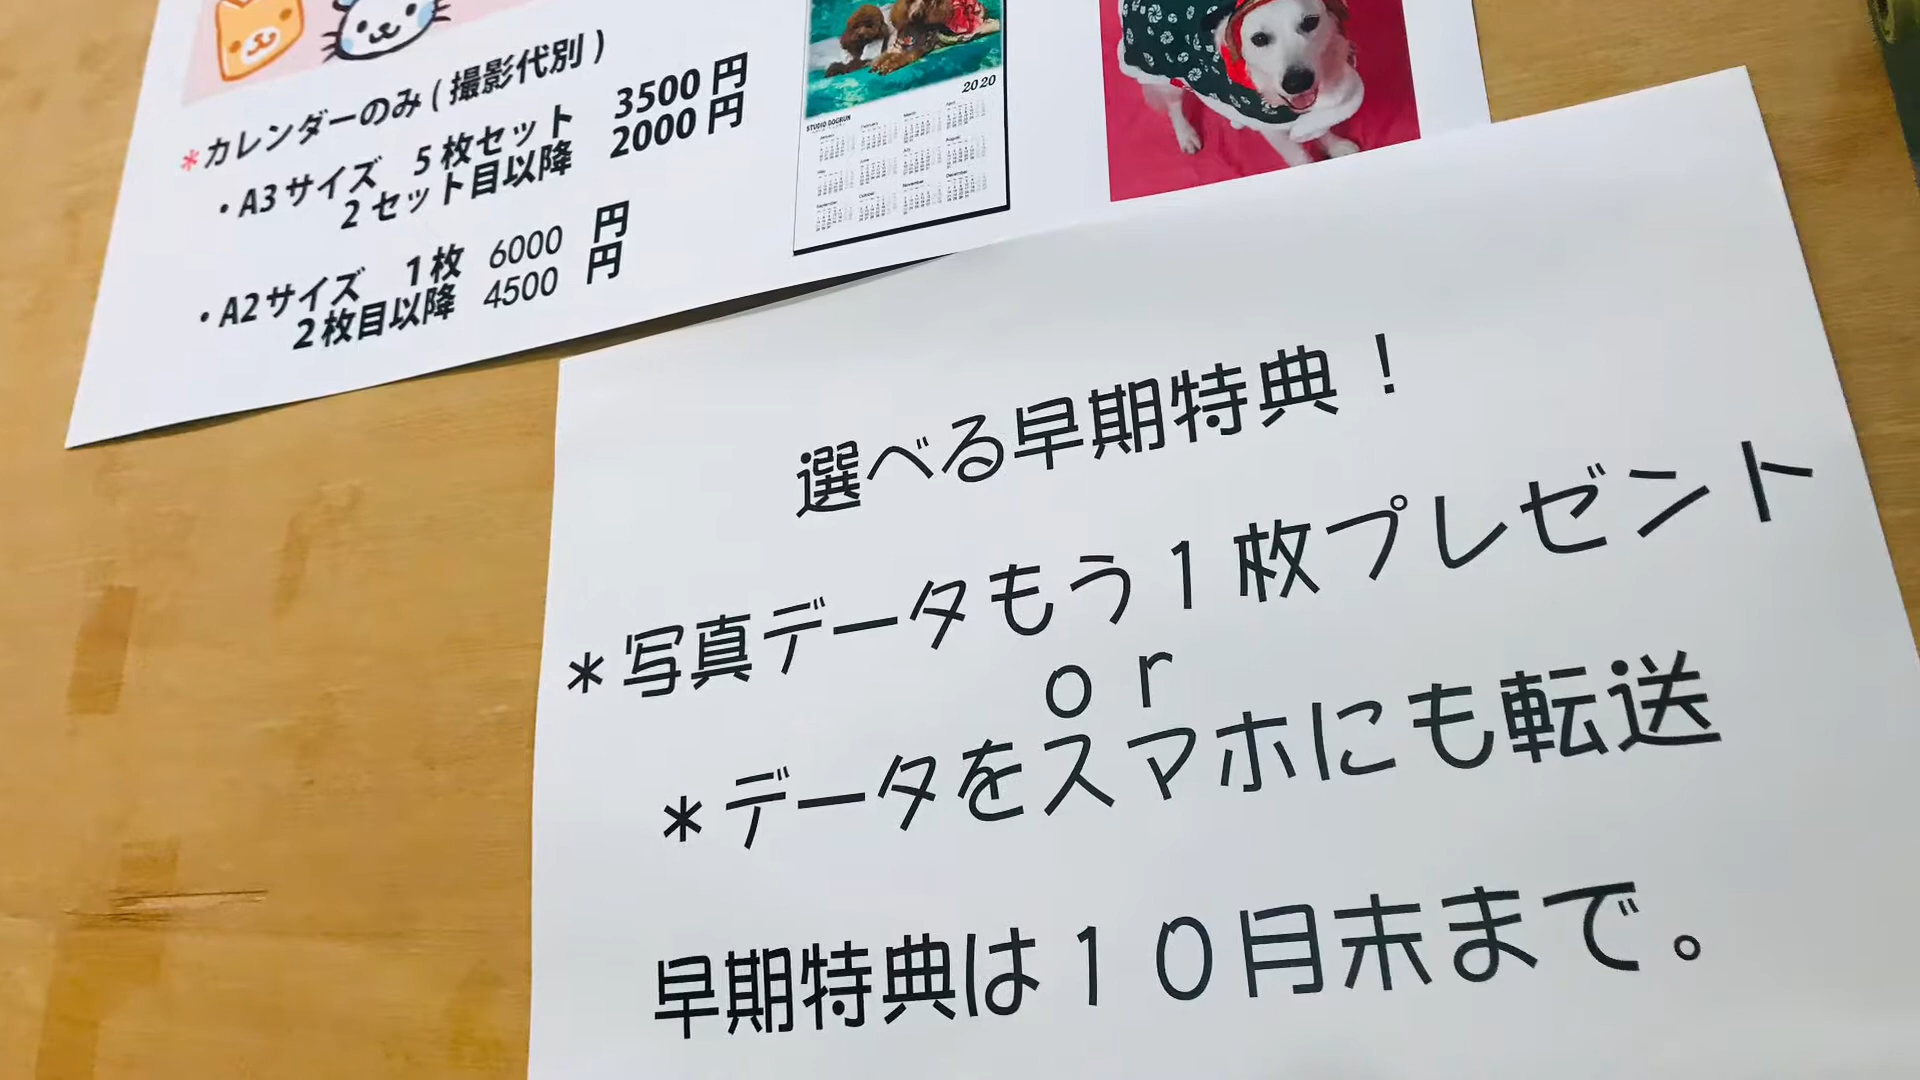 *カレンダーのみ(撮影代別)
・A3サイズ 5枚セット 3500円
2セット目以降 2000円
・A2サイズ 1枚 6000円
2枚目以降 4500円
2020
STUDIO DOGRUN
選べる早期特典！
*写真データもう1枚プレゼント
or
*データをスマホにも転送
早期特典は10月末まで。